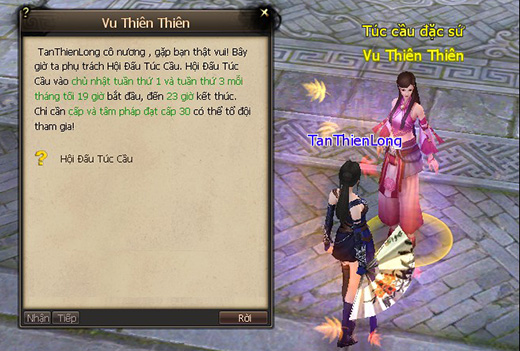 Vu Thiên Thiên
TanThienLong cô nương , gặp bạn thật vui! Bây
giờ ta phụ trách Hội Đấu Túc Cầu. Hội Đấu Túc
Cầu vào chủ nhật tuần thứ 1 và tuần thứ 3 mỗi
tháng tối 19 giờ bắt đầu, đến 23 giờ kết thúc.
Chỉ cần cấp và tâm pháp đạt cấp 30 có thể tổ đội
tham gia!
? Hội Đấu Túc Cầu
Nhận Tiếp Rời
Túc cầu đặc sứ
Vu Thiên Thiên
TanThienLong